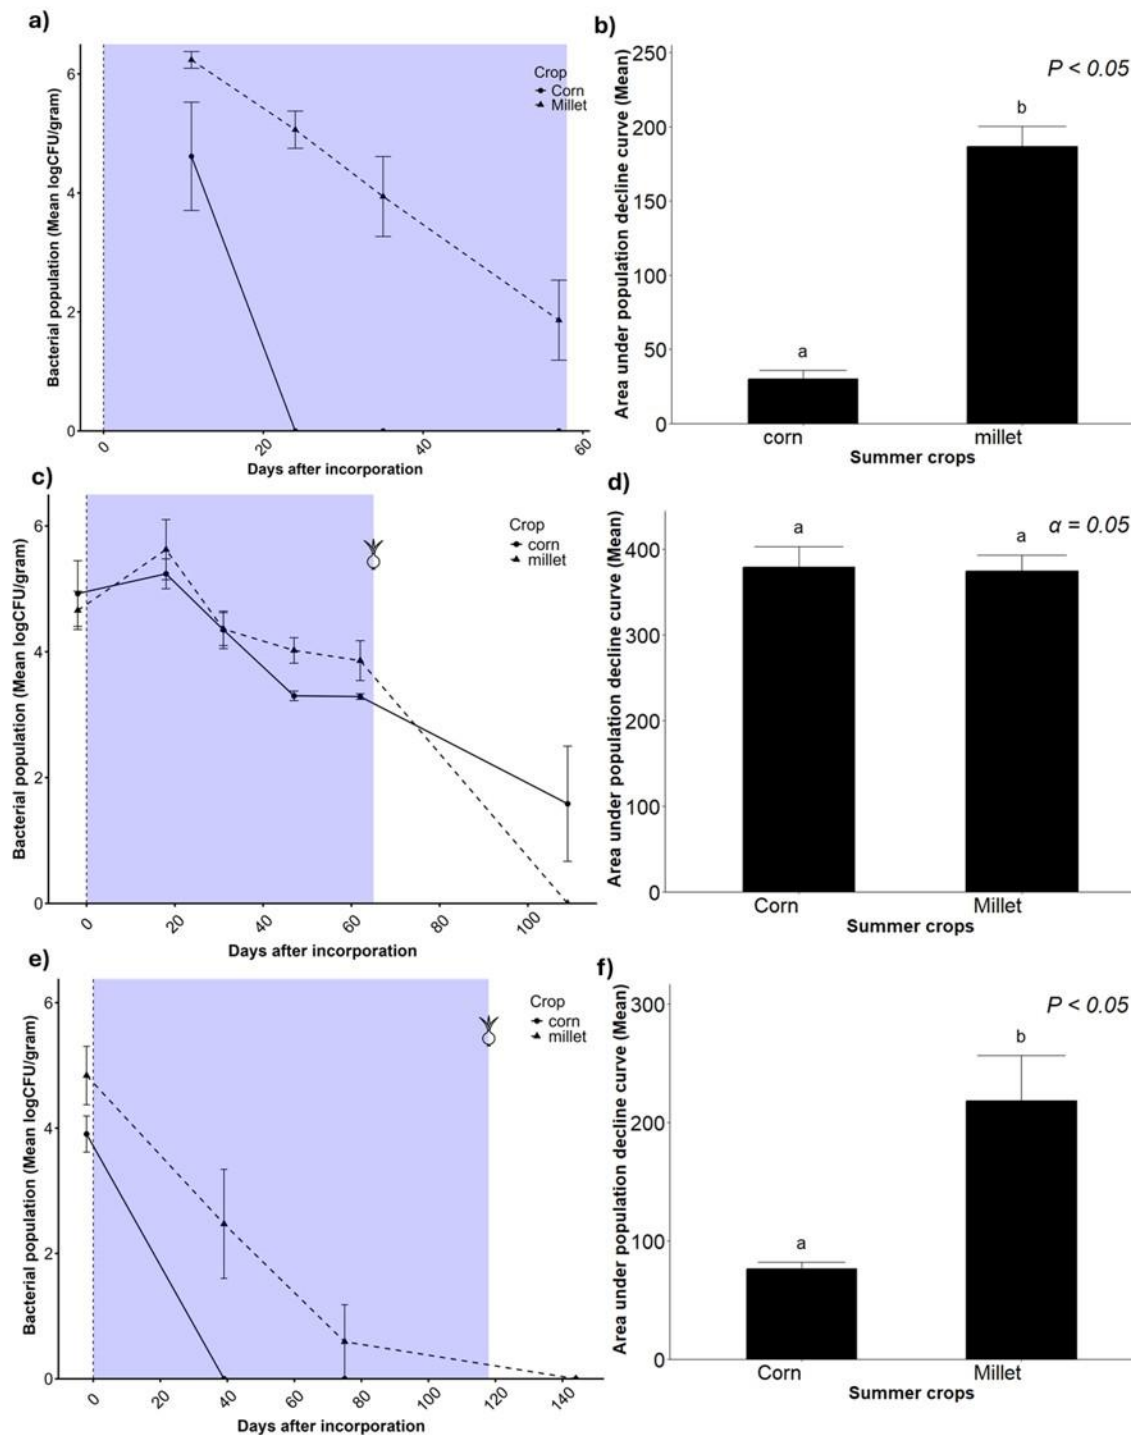 a)
Bacterial population (Mean logCFU/gram)
6
4
2
0
0
20
40
60
Days after incorporation
Crop
Corn
Millet
b)
Area under population decline curve (Mean)
250
200
150
100
50
0
P < 0.05
a
b
corn
millet
Summer crops
c)
Bacterial population (Mean logCFU/gram)
6
4
2
0
0
20
40
60
80
100
Days after incorporation
Crop
corn
millet
d)
Area under population decline curve (Mean)
400
300
200
100
0
α = 0.05
a
a
Corn
Millet
Summer crops
e)
Bacterial population (Mean logCFU/gram)
6
4
2
0
0
20
40
60
80
100
120
140
Days after incorporation
Crop
corn
millet
f)
Area under population decline curve (Mean)
300
200
100
0
P < 0.05
a
b
Corn
Millet
Summer crops